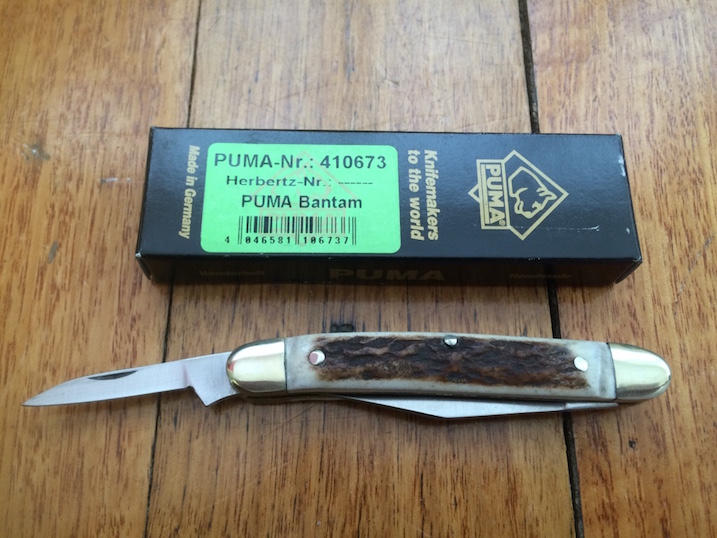 PUMA-Nr.: 410673
Herbertz-Nr.: ------
PUMA Bantam
4 046581 106737
Made in Germany
Knifemakers
to the world
PUMA®
PUMA